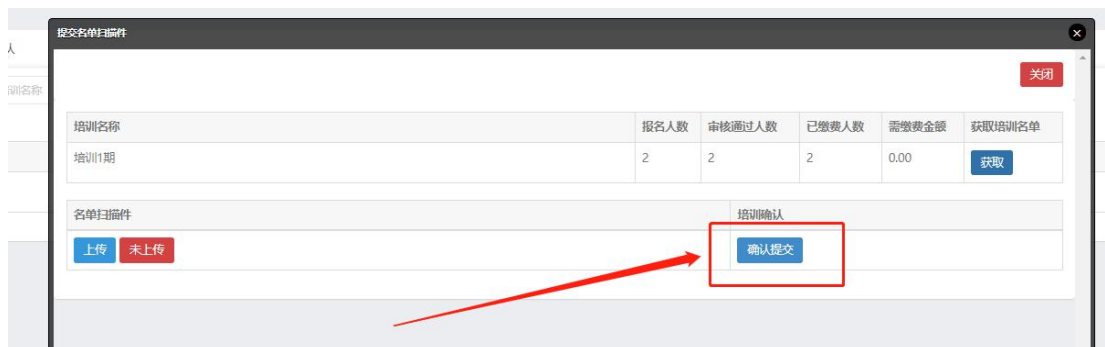 提交名单扫描件
人
培训名称
关闭
培训名称 报名人数 审核通过人数 已缴费人数 需缴费金额 获取培训名单
培训1期 2 2 2 0.00 获取
名单扫描件 培训确认
上传 未上传 确认提交